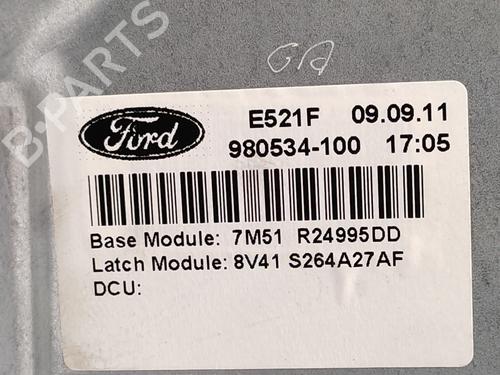 B-PARTS
GA
Ford
E521F 09.09.11
980534-100 17:05
Base Module: 7M51 R24995DD
Latch Module: 8V41 S264A27AF
DCU: